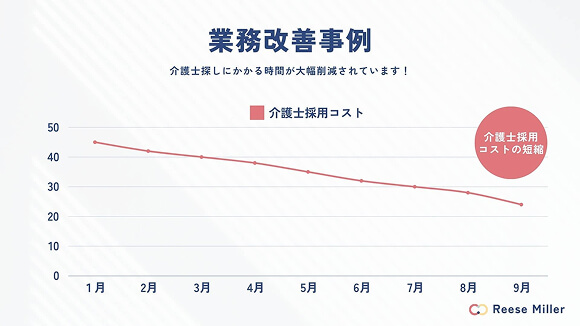 業務改善事例
介護士探しにかかる時間が大幅削減されています！
介護士採用コスト
介護士採用
コストの短縮
50
40
30
20
10
0
1月 2月 3月 4月 5月 6月 7月 8月 9月
Reese Miller